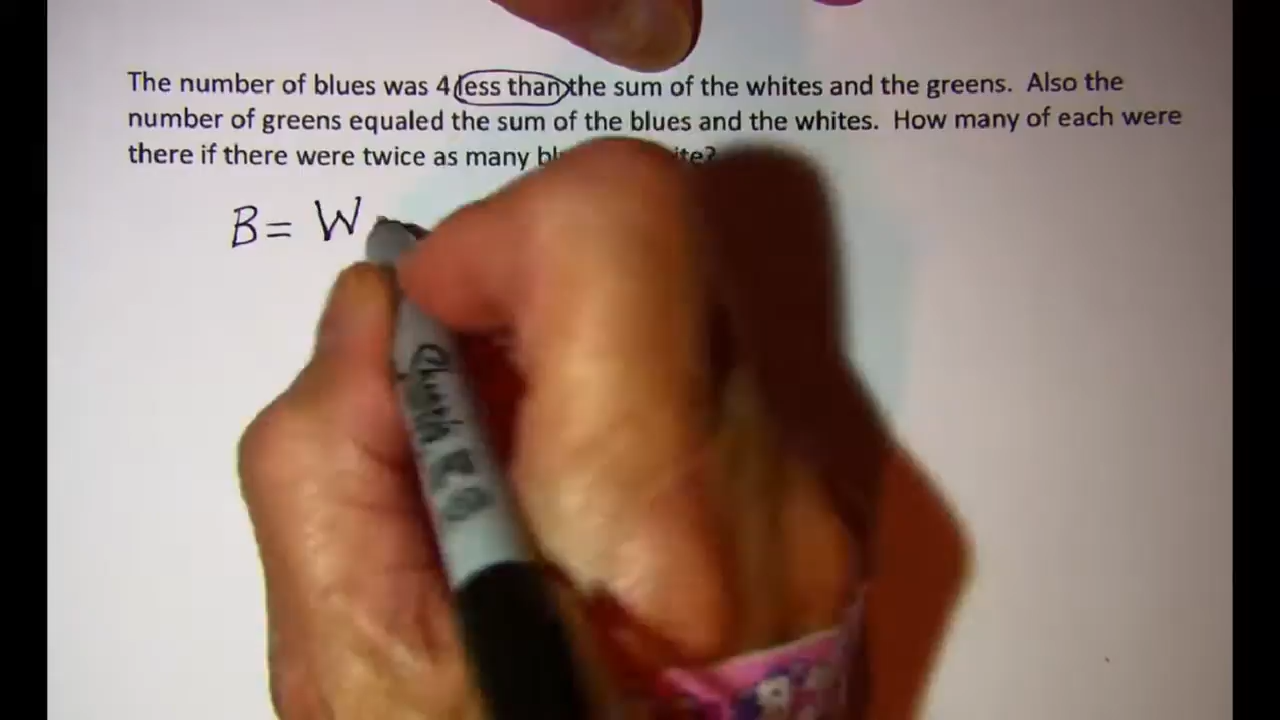 The number of blues was 4 less than the sum of the whites and the greens. Also the
number of greens equaled the sum of the blues and the whites. How many of each were
there if there were twice as many
B = W